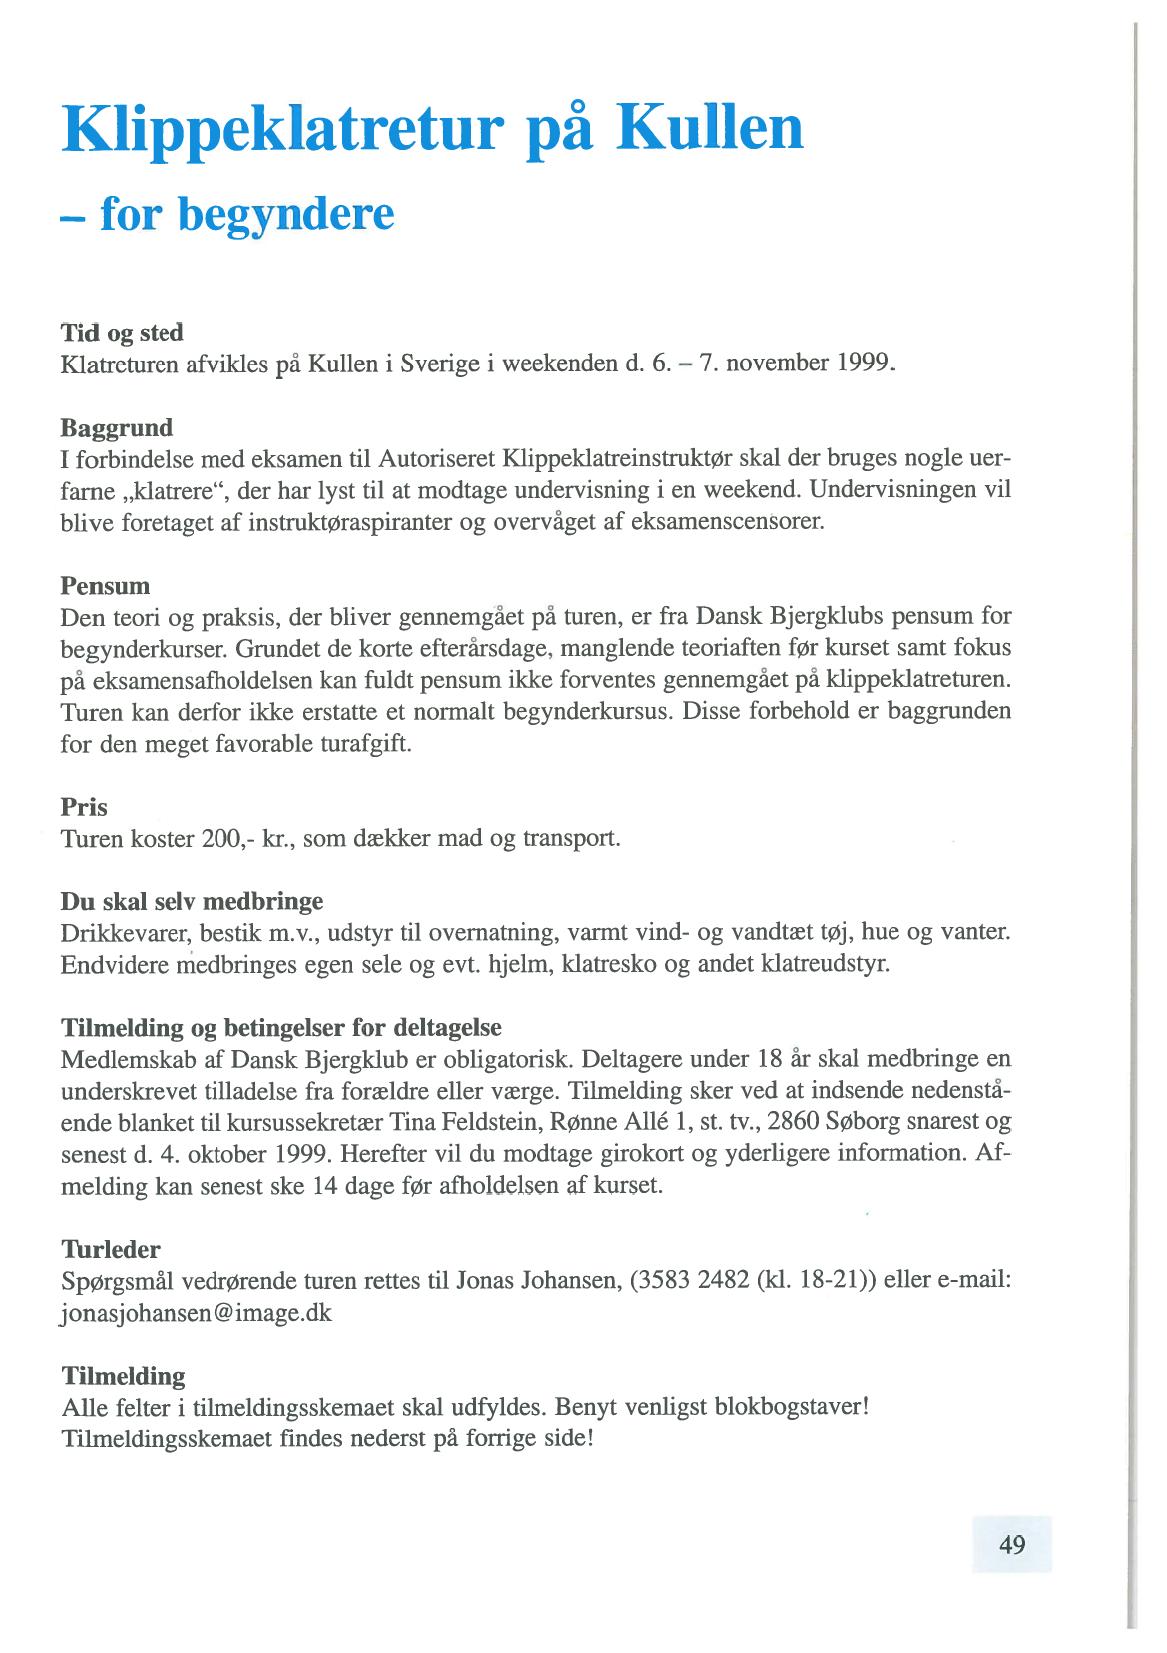 Klippeklatretur på Kullen
– for begyndere
Tid og sted
Klatreturen afvikles på Kullen i Sverige i weekenden d. 6. – 7. november 1999.
Baggrund
I forbindelse med eksamen til Autoriseret Klippeklatreinstruktør skal der bruges nogle uer-
farne „klatrere“, der har lyst til at modtage undervisning i en weekend. Undervisningen vil
blive foretaget af instruktøraspiranter og overvåget af eksamenscensorer.
Pensum
Den teori og praksis, der bliver gennemgået på turen, er fra Dansk Bjergklubs pensum for
begynderkurser. Grundet de korte efterårsdage, manglende teoriaften før kurset samt fokus
på eksamensafholdelsen kan fuldt pensum ikke forventes gennemgået på klippeklatreturen.
Turen kan derfor ikke erstatte et normalt begynderkursus. Disse forbehold er baggrunden
for den meget favorable turafgift.
Pris
Turen koster 200,- kr., som dækker mad og transport.
Du skal selv medbringe
Drikkevarer, bestik m.v., udstyr til overnatning, varmt vind- og vandtæt tøj, hue og vanter.
Endvidere medbringes egen sele og evt. hjelm, klatresko og andet klatreudstyr.
Tilmelding og betingelser for deltagelse
Medlemskab af Dansk Bjergklub er obligatorisk. Deltagere under 18 år skal medbringe en
underskrevet tilladelse fra forældre eller værge. Tilmelding sker ved at indsende nedenstå-
ende blanket til kursussekretær Tina Feldstein, Rønne Allé 1, st. tv., 2860 Søborg snarest og
senest d. 4. oktober 1999. Herefter vil du modtage girokort og yderligere information. Af-
melding kan senest ske 14 dage før afholdelsen af kurset.
Turleder
Spørgsmål vedrørende turen rettes til Jonas Johansen, (3583 2482 (kl. 18-21)) eller e-mail:
jonasjohansen@image.dk
Tilmelding
Alle felter i tilmeldingsskemaet skal udfyldes. Benyt venligst blokbogstaver!
Tilmeldingsskemaet findes nederst på forrige side!
49